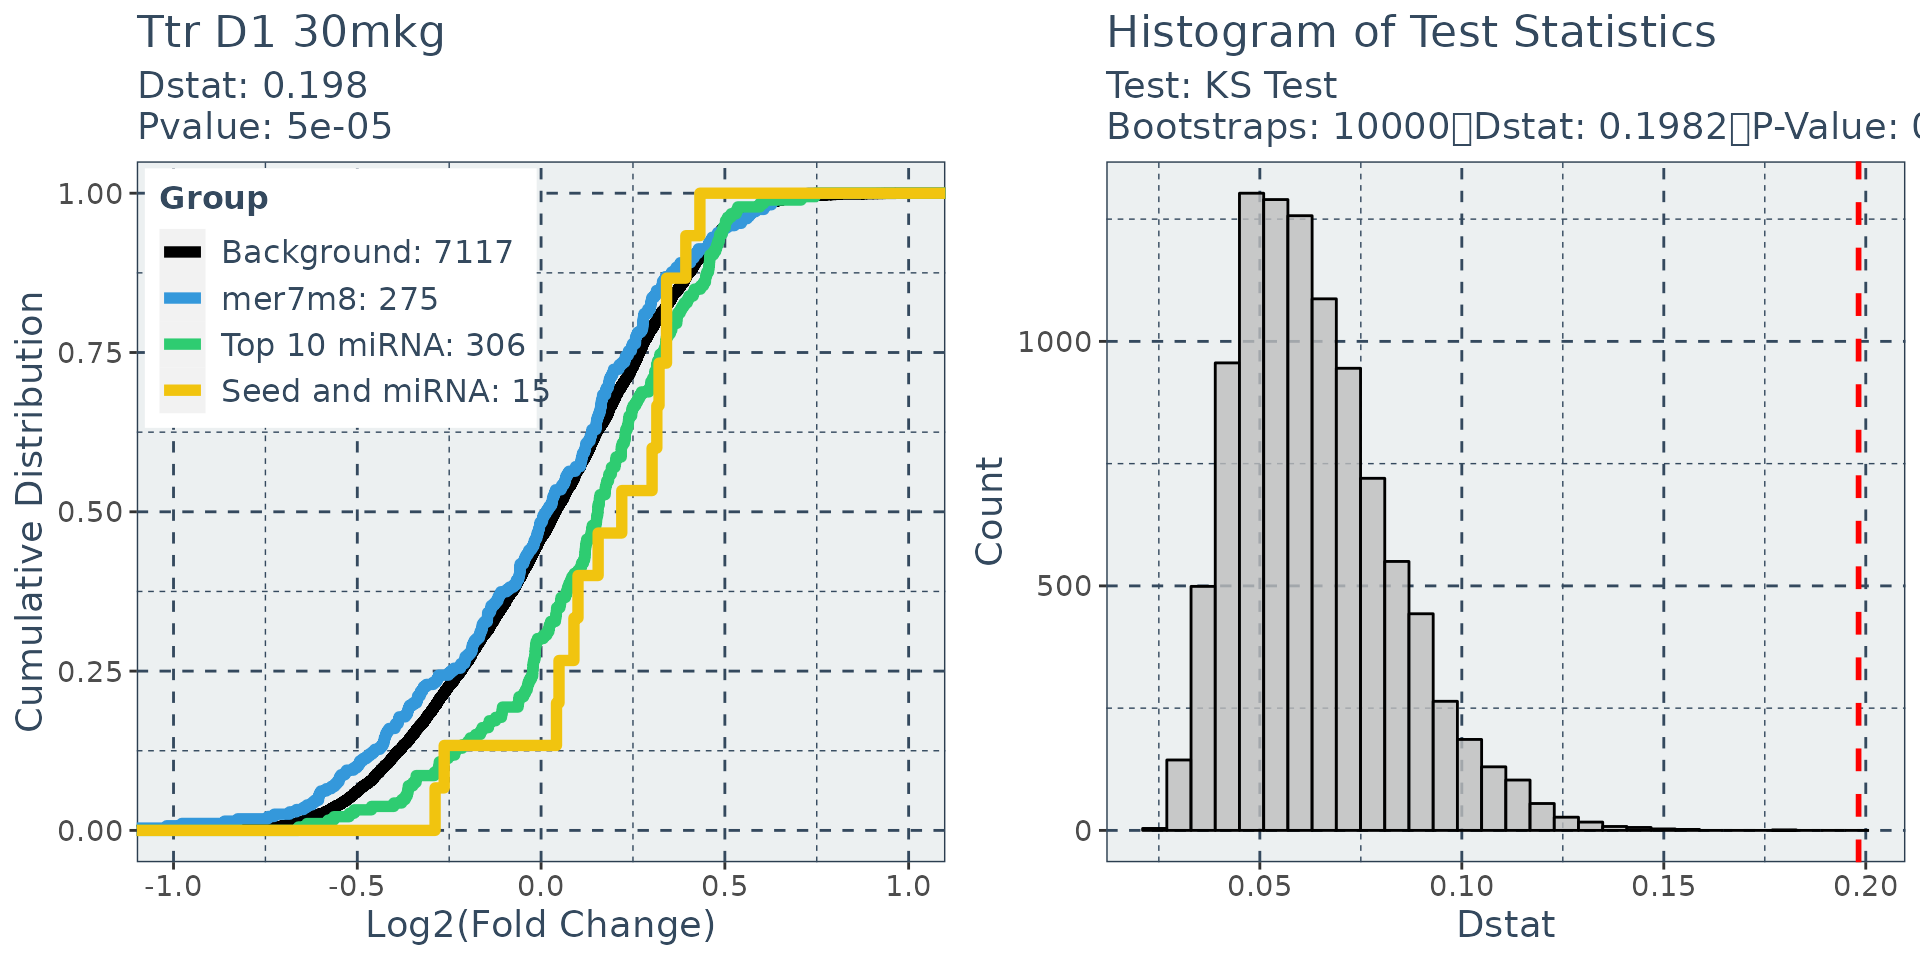 Ttr D1 30mkg
Dstat: 0.198
Pvalue: 5e-05
Group
Background: 7117
mer7m8: 275
Top 10 miRNA: 306
Seed and miRNA: 15
Cumulative Distribution
1.00
0.75
0.50
0.25
0.00
-1.0 -0.5 0.0 0.5 1.0
Log2(Fold Change)
Histogram of Test Statistics
Test: KS Test
Bootstraps: 10000▯Dstat: 0.1982▯P-Value:
Count
1000
500
0
0.05 0.10 0.15 0.20
Dstat